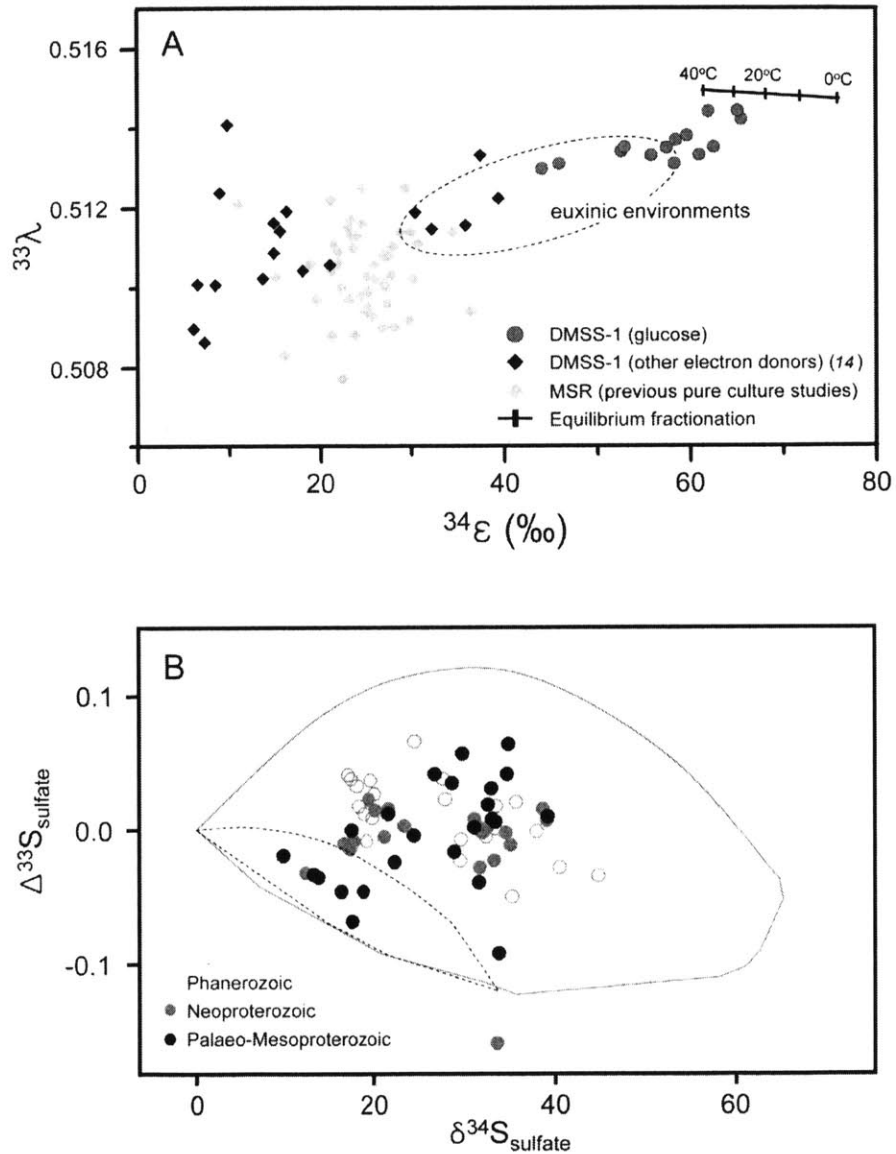 A
0.516
0.512
0.508
³³λ
40°C 20°C 0°C
euxinic environments
DMSS-1 (glucose)
DMSS-1 (other electron donors) (14)
MSR (previous pure culture studies)
Equilibrium fractionation
0 20 40 60 80
³⁴ε (‰)
B
0.1
0.0
-0.1
Δ³³S_sulfate
Phanerozoic
Neoproterozoic
Palaeo-Mesoproterozoic
0 20 40 60
δ³⁴S_sulfate